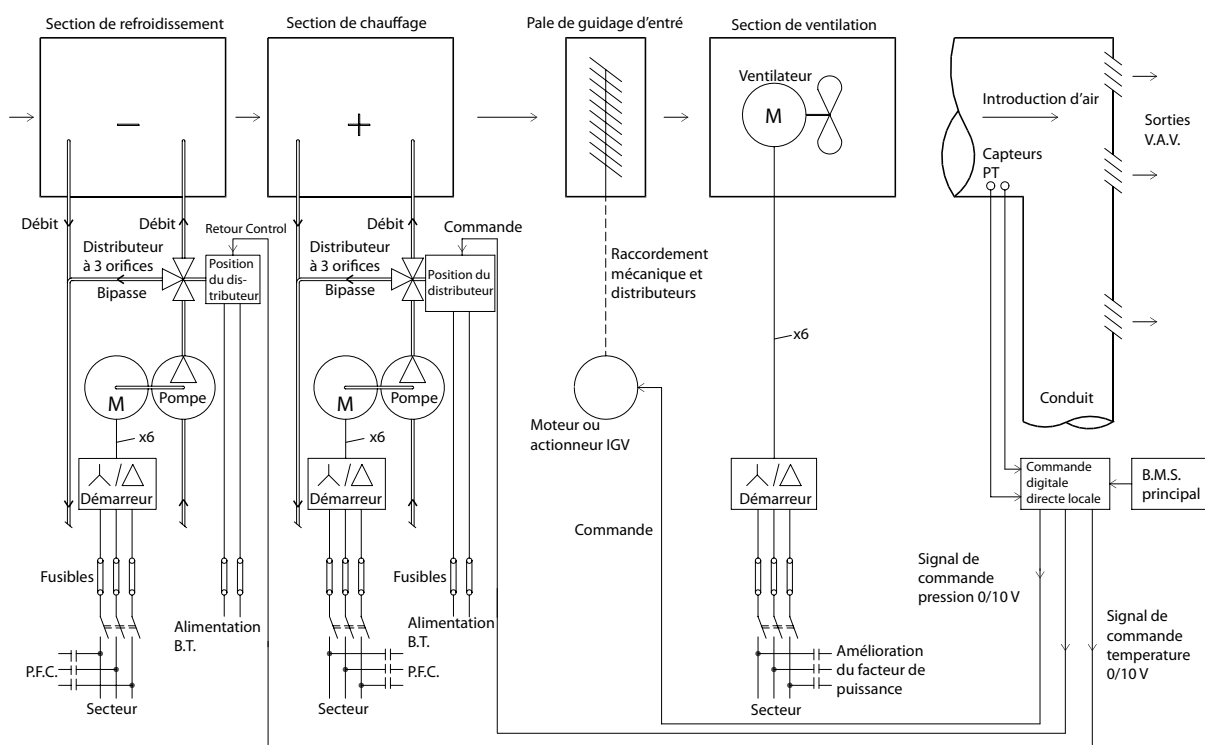 Section de refroidissement
Section de chauffage
Pale de guidage d'entré
Section de ventilation
Ventilateur
M
Introduction d'air
Sorties
V.A.V.
Capteurs
PT
Débit
Débit
Retour Control
Distributeur
à 3 orifices
Bipasse
Position
du dis-
tributeur
Débit
Débit
Commande
Distributeur
à 3 orifices
Bipasse
Position du
distributeur
Raccordement
mécanique et
distributeurs
x6
M
Pompe
x6
M
Pompe
x6
Moteur ou
actionneur IGV
Conduit
Démarreur
Démarreur
Démarreur
Commande
digitale
directe locale
B.M.S.
principal
Commande
Fusibles
Fusibles
Signal de
commande
pression 0/10 V
Alimentation
B.T.
Alimentation
B.T.
Signal de
commande
temperature
0/10 V
P.F.C.
P.F.C.
Amélioration
du facteur de
puissance
Secteur
Secteur
Secteur